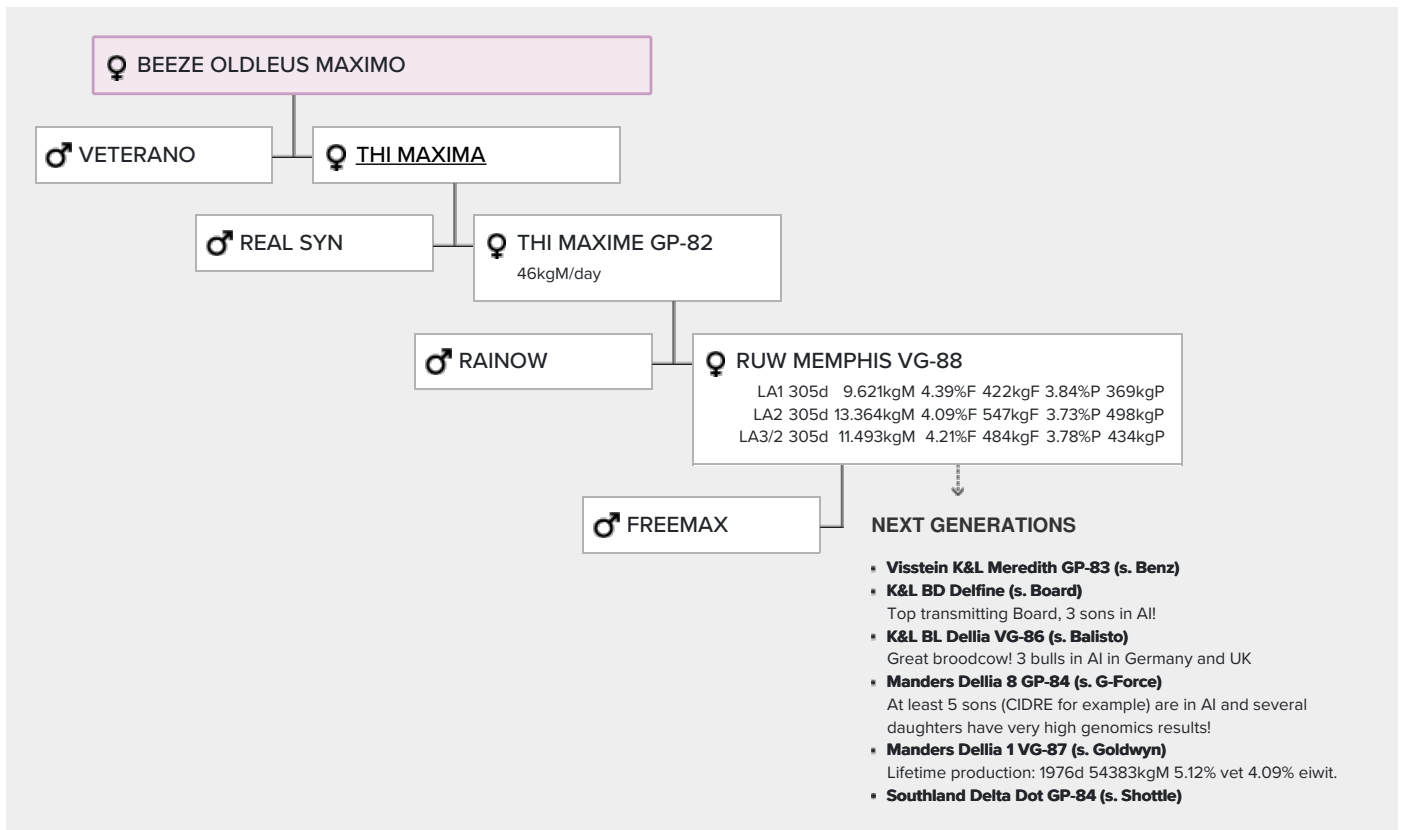 BEEZE OLDLEUS MAXIMO
VETERANO
THI MAXIMA
REAL SYN
THI MAXIME GP-82
46kgM/day
RAINOW
RUW MEMPHIS VG-88
LA1 305d 9.621kgM 4.39%F 422kgF 3.84%P 369kgP
LA2 305d 13.364kgM 4.09%F 547kgF 3.73%P 498kgP
LA3/2 305d 11.493kgM 4.21%F 484kgF 3.78%P 434kgP
FREEMAX
NEXT GENERATIONS
Visstein K&L Meredith GP-83 (s. Benz)
K&L BD Delfine (s. Board)
Top transmitting Board, 3 sons in AI!
K&L BL Dellia VG-86 (s. Balisto)
Great broodcow! 3 bulls in AI in Germany and UK
Manders Dellia 8 GP-84 (s. G-Force)
At least 5 sons (CIDRE for example) are in AI and several
daughters have very high genomics results!
Manders Dellia 1 VG-87 (s. Goldwyn)
Lifetime production: 1976d 54383kgM 5.12% vet 4.09% eiwit.
Southland Delta Dot GP-84 (s. Shottle)